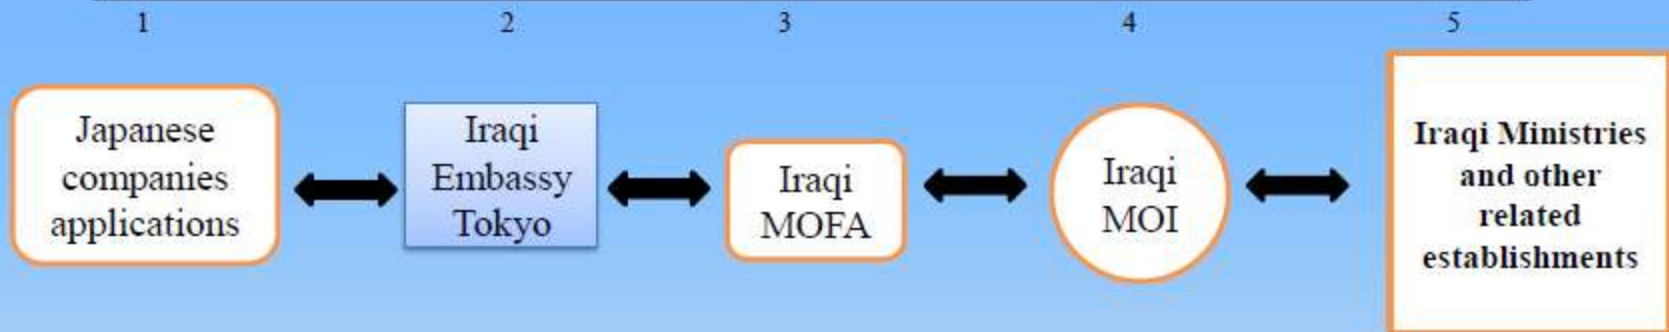 1 2 3 4 5
Japanese
companies
applications
Iraqi
Embassy
Tokyo
Iraqi
MOFA
Iraqi
MOI
Iraqi Ministries
and other
related
establishments